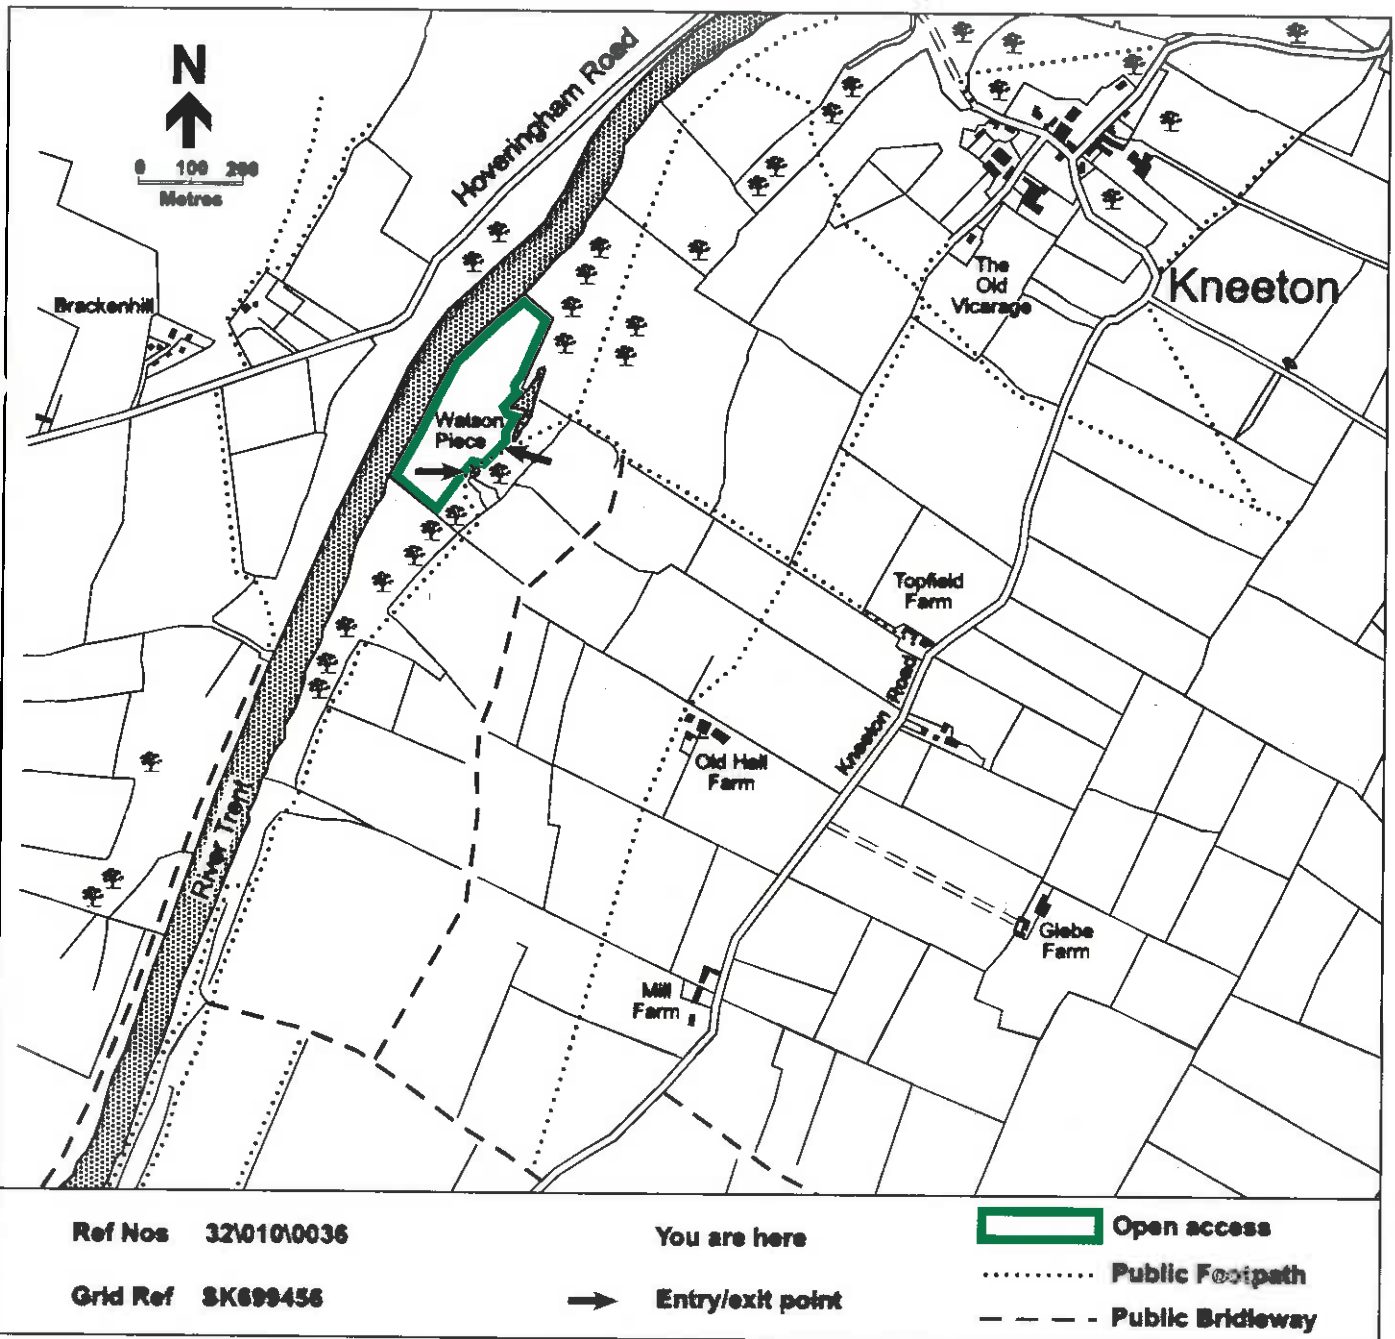 N
0 100 200
Metres
Hoveringham Road
Brackenhill
Kneeton
The
Old
Vicarage
Watson
Piece
Topfield
Farm
Kneeton Road
Old Hall
Farm
River Trent
Glebe
Farm
Mill
Farm
Ref Nos 32\010\0036
You are here
Open access
Public Footpath
Grid Ref SK699456
Entry/exit point
Public Bridleway